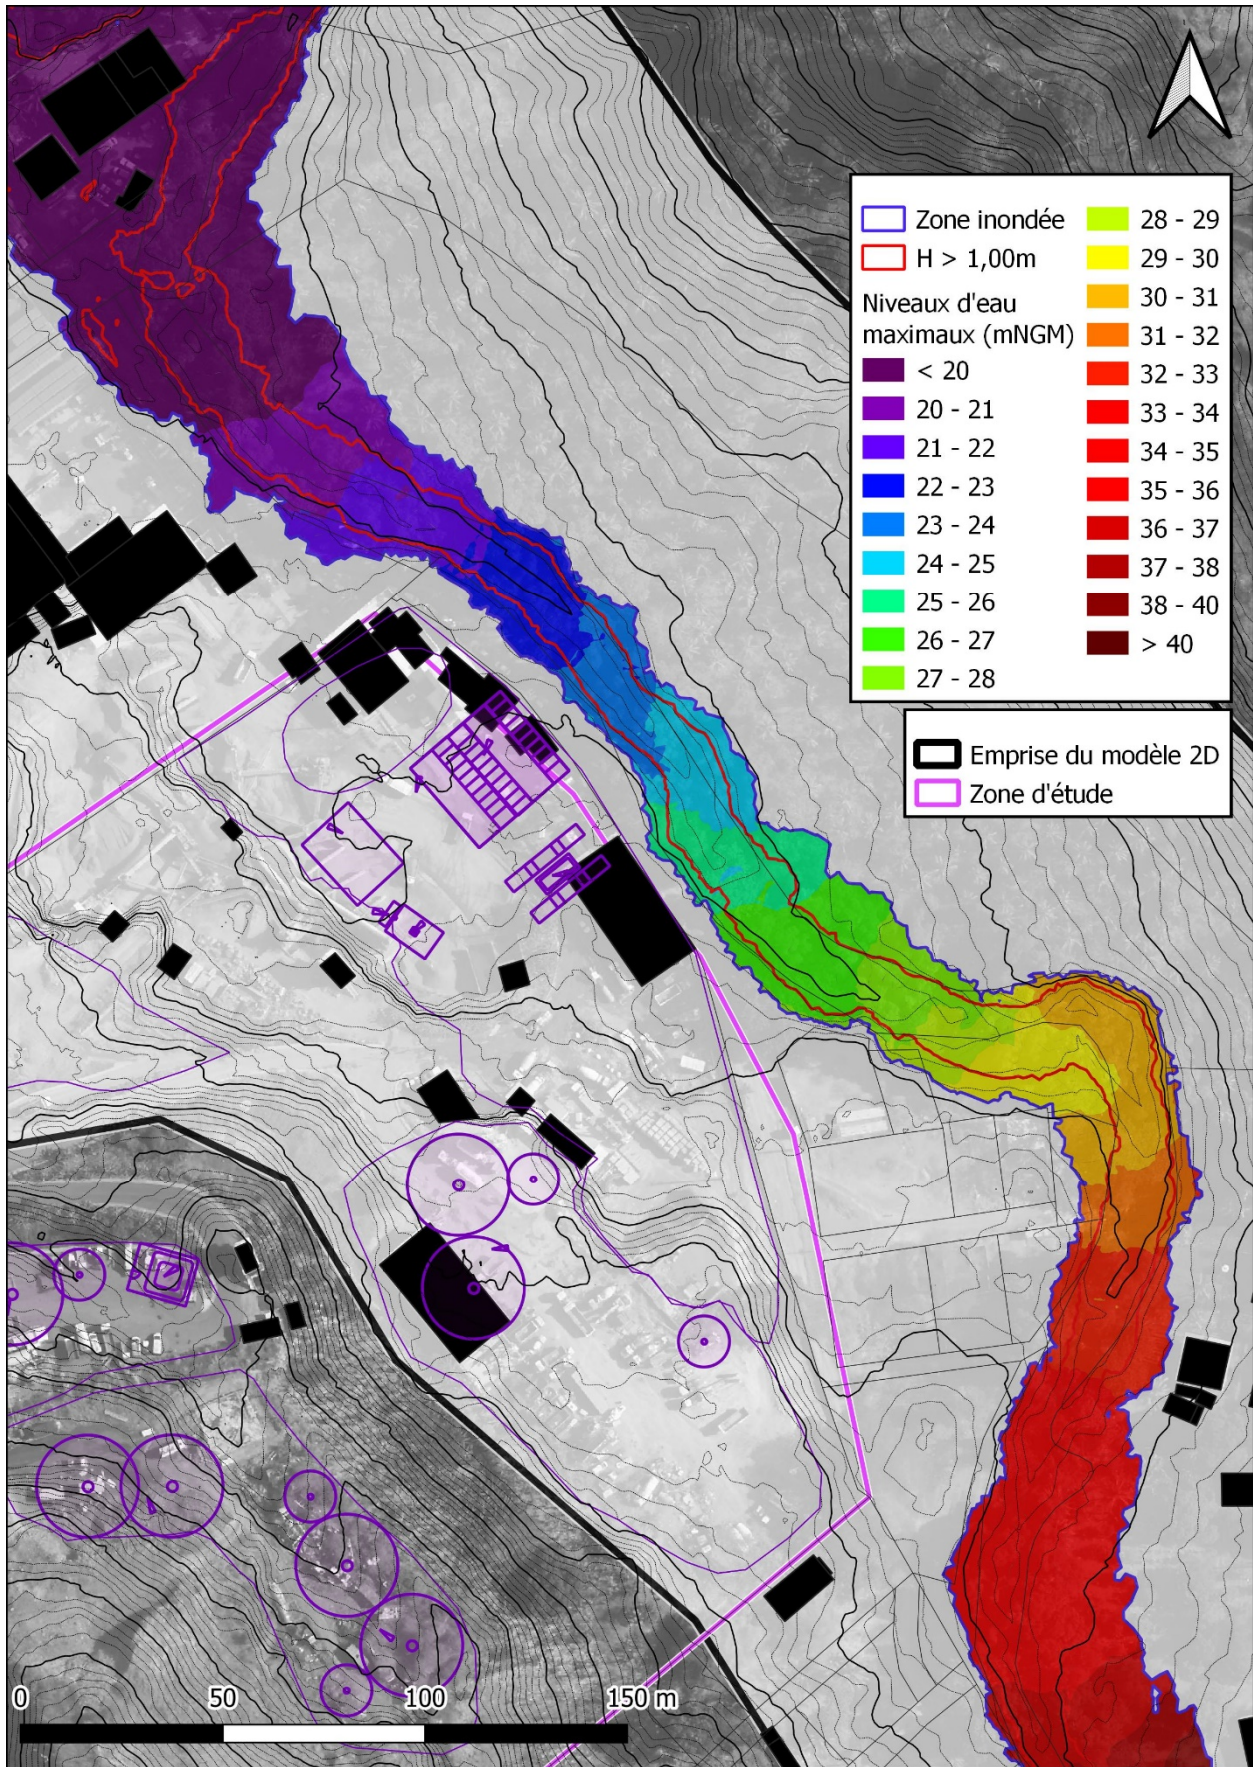 Zone inondée
H > 1,00m
Niveaux d'eau
maximaux (mNGM)
< 20
20 - 21
21 - 22
22 - 23
23 - 24
24 - 25
25 - 26
26 - 27
27 - 28
28 - 29
29 - 30
30 - 31
31 - 32
32 - 33
33 - 34
34 - 35
35 - 36
36 - 37
37 - 38
38 - 40
> 40
Emprise du modèle 2D
Zone d'étude
0 50 100 150 m